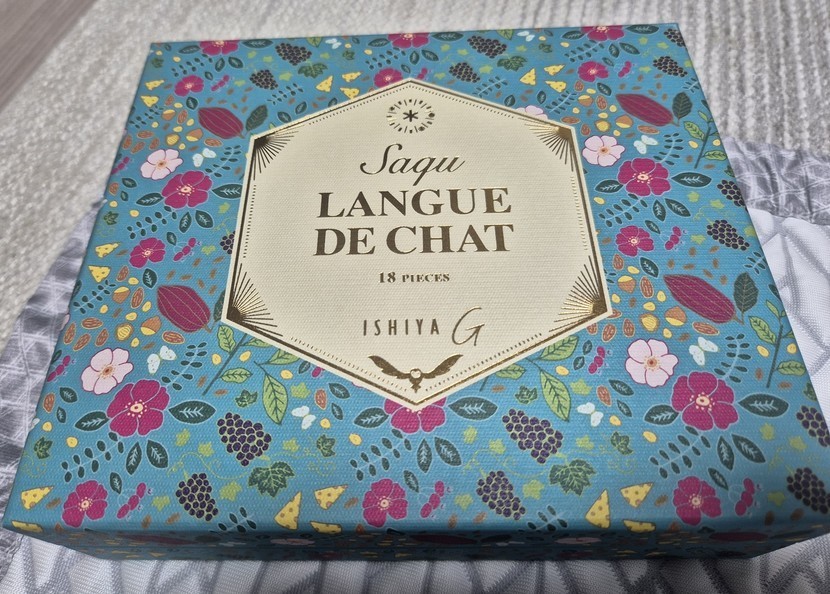 Saqu
LANGUE
DE CHAT
18 PIECES
ISHIYA G